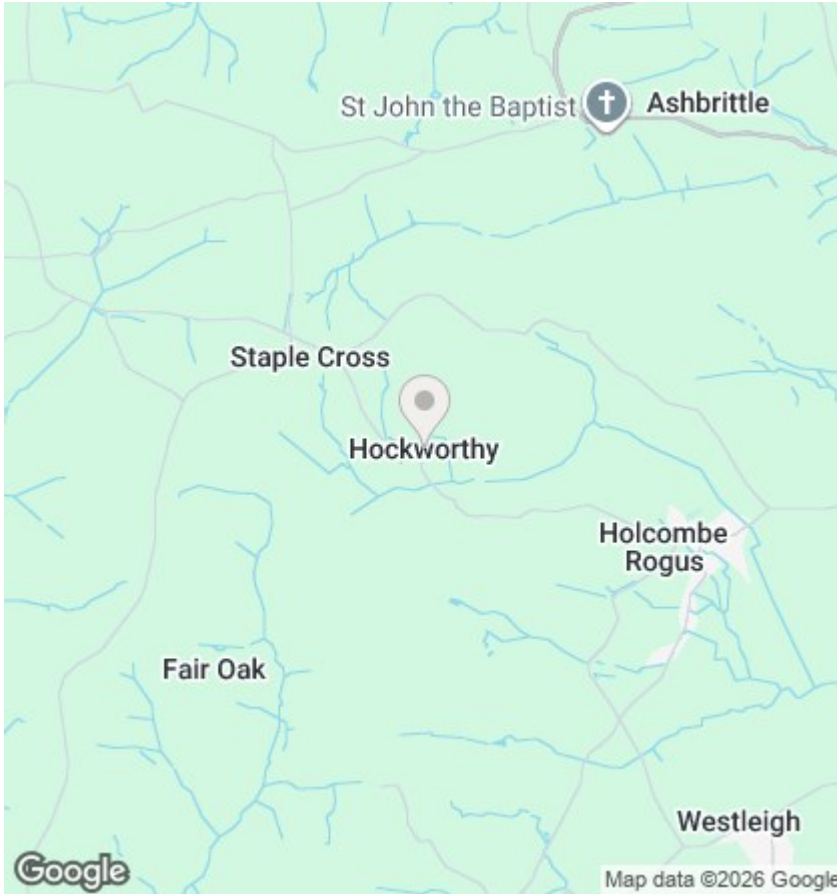 St John the Baptist
Ashbrittle
Staple Cross
Hockworthy
Holcombe
Rogus
Fair Oak
Westleigh
Google
Map data ©2026 Google